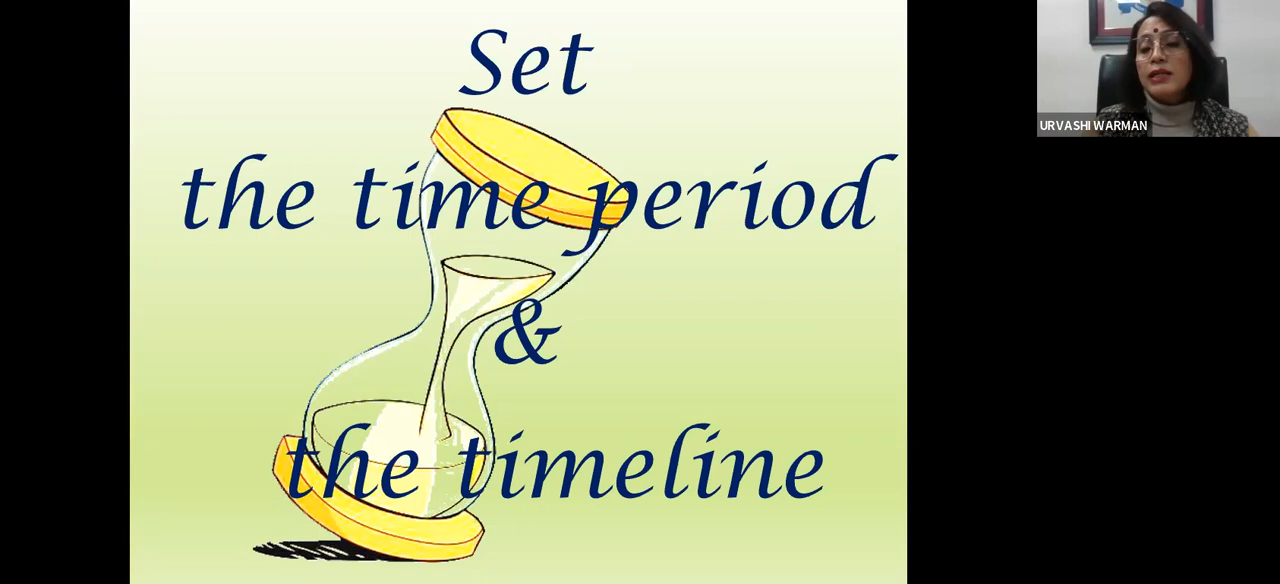 Set
the time period
&
the timeline
URVASHI WARMAN